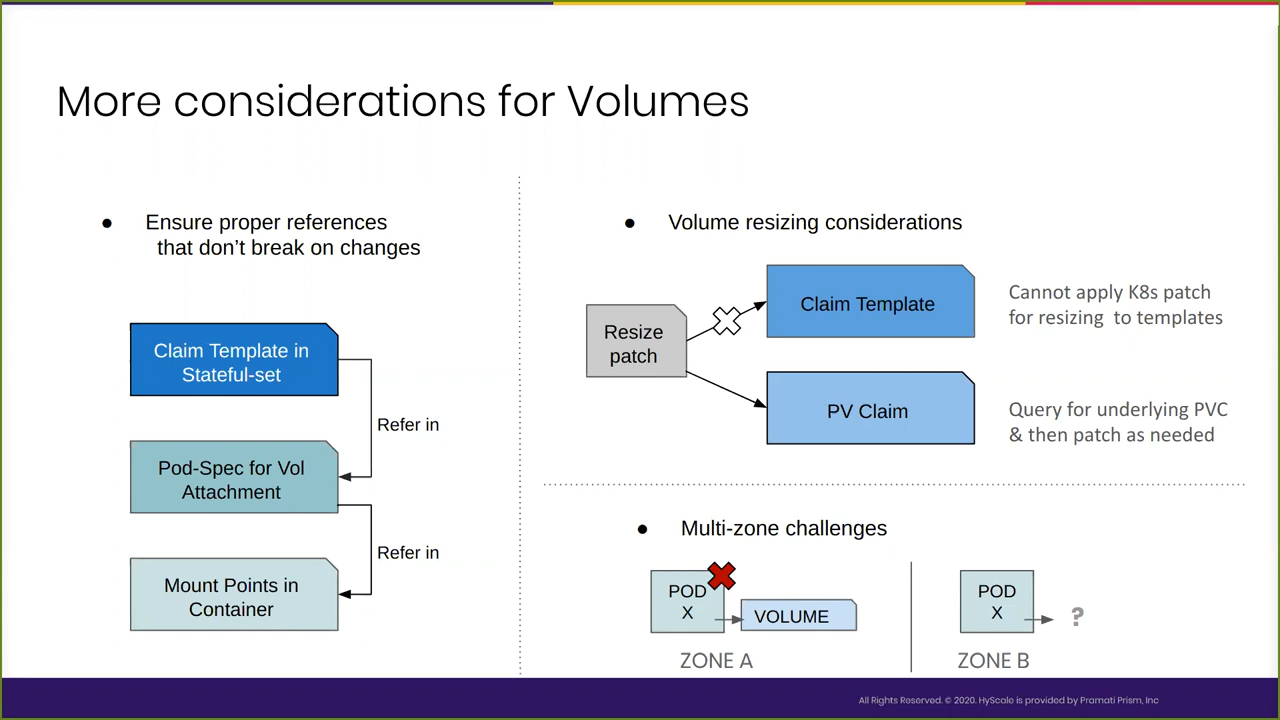 More considerations for Volumes
● Ensure proper references
that don’t break on changes
Claim Template in
Stateful-set
Refer in
Pod-Spec for Vol
Attachment
Refer in
Mount Points in
Container
● Volume resizing considerations
Resize
patch
Claim Template
Cannot apply K8s patch
for resizing to templates
PV Claim
Query for underlying PVC
& then patch as needed
● Multi-zone challenges
POD
X
VOLUME
ZONE A
POD
X
?
ZONE B
All Rights Reserved. © 2020. HyScale is provided by Pramati Prism, Inc